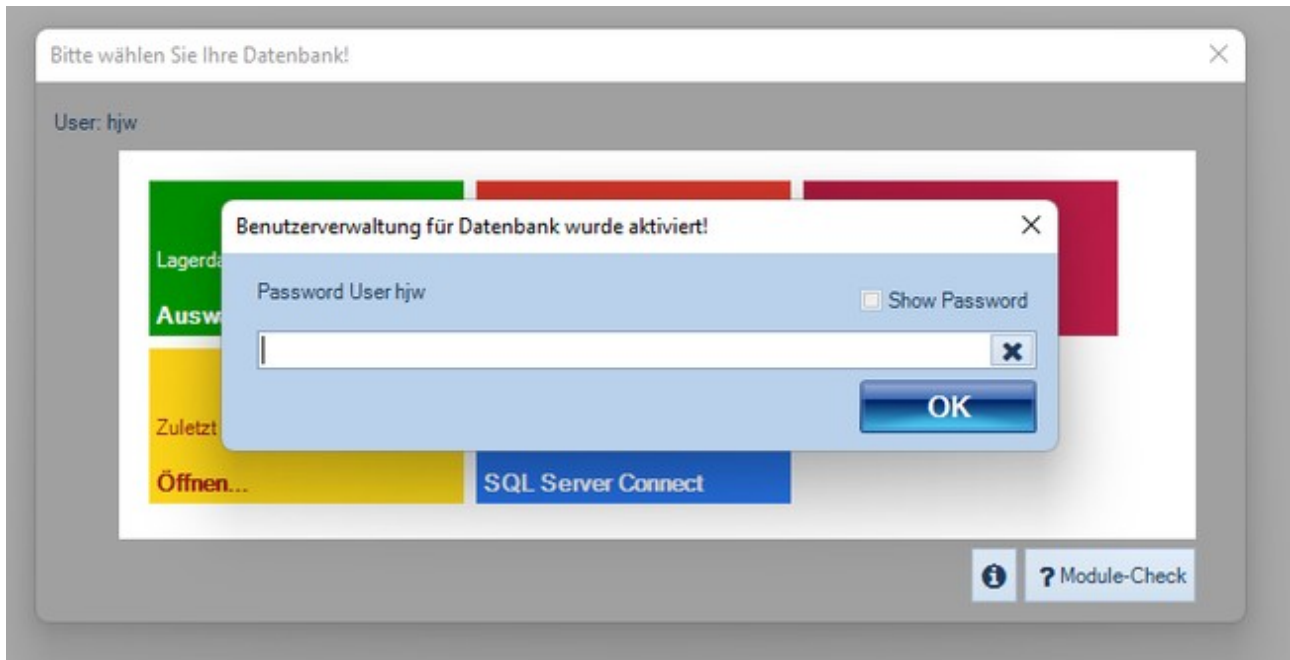 Bitte wählen Sie Ihre Datenbank!
User: hjw
Benutzerverwaltung für Datenbank wurde aktiviert!
Password User hjw
Show Password
OK
Zuletzt
Öffnen...
SQL Server Connect
? Module-Check